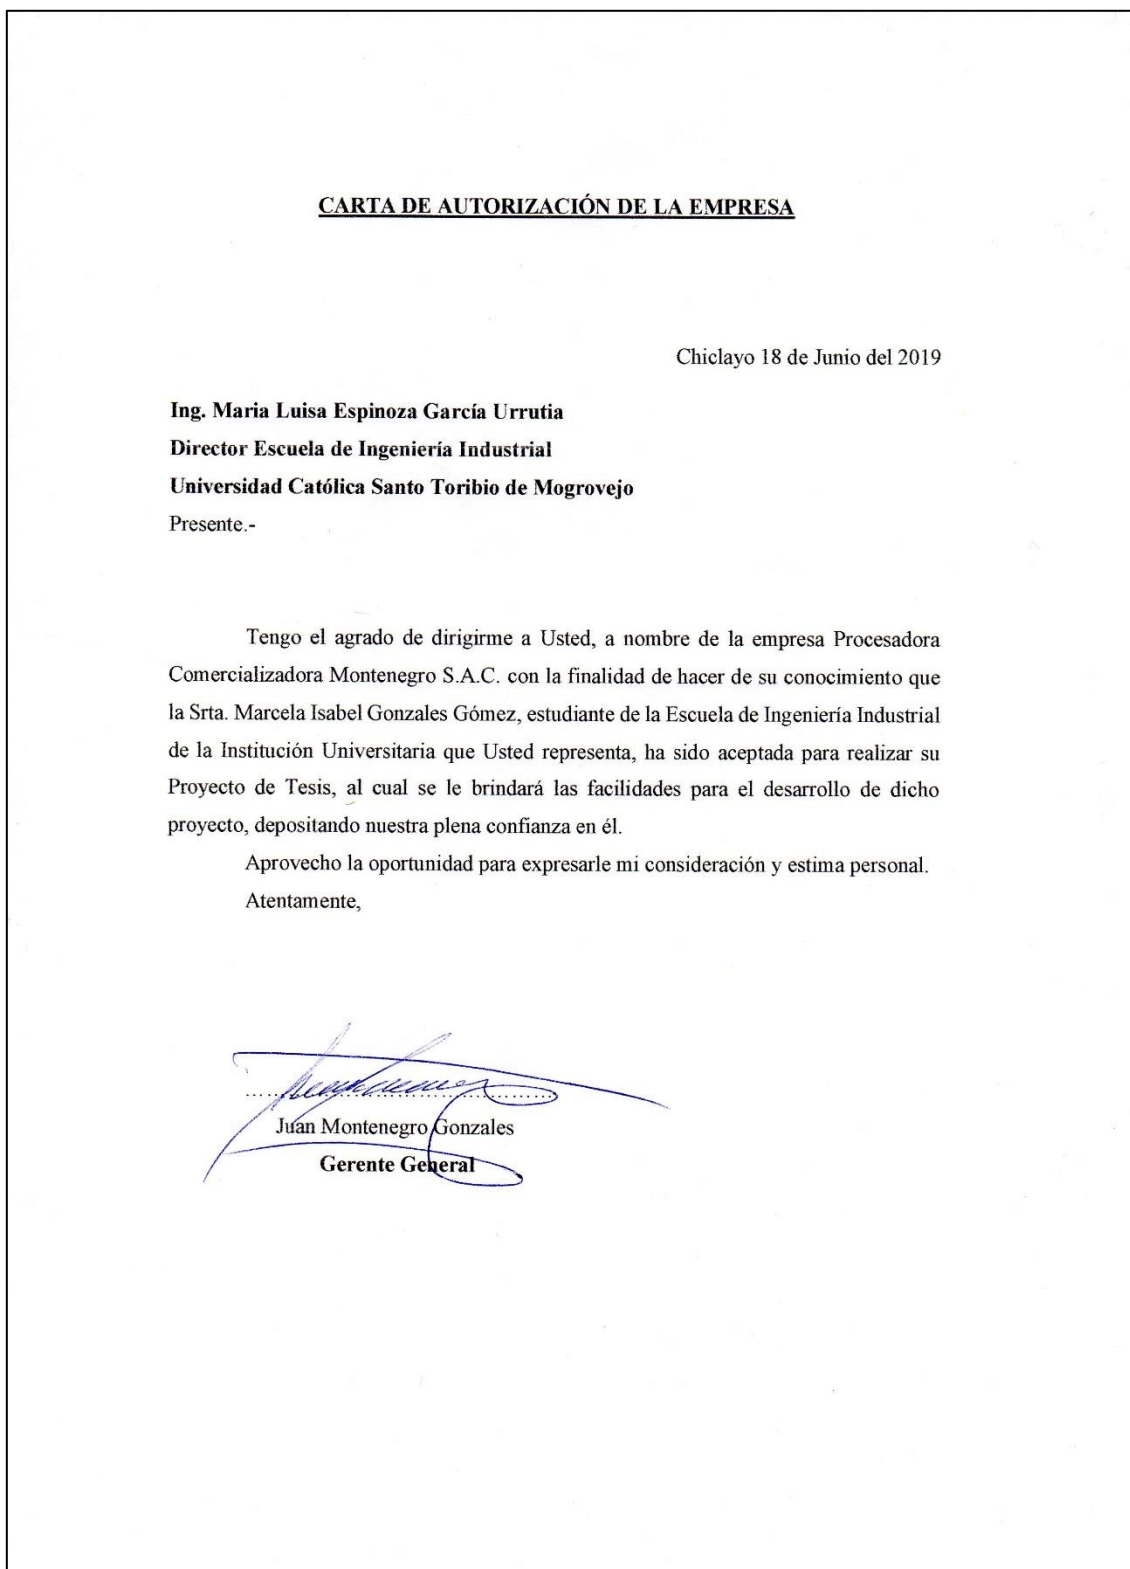 CARTA DE AUTORIZACIÓN DE LA EMPRESA
Chiclayo 18 de Junio del 2019
Ing. Maria Luisa Espinoza García Urrutia
Director Escuela de Ingeniería Industrial
Universidad Católica Santo Toribio de Mogrovejo
Presente.-
Tengo el agrado de dirigirme a Usted, a nombre de la empresa Procesadora
Comercializadora Montenegro S.A.C. con la finalidad de hacer de su conocimiento que
la Srta. Marcela Isabel Gonzales Gómez, estudiante de la Escuela de Ingeniería Industrial
de la Institución Universitaria que Usted representa, ha sido aceptada para realizar su
Proyecto de Tesis, al cual se le brindará las facilidades para el desarrollo de dicho
proyecto, depositando nuestra plena confianza en él.
Aprovecho la oportunidad para expresarle mi consideración y estima personal.
Atentamente,
Juan Montenegro Gonzales
Gerente General